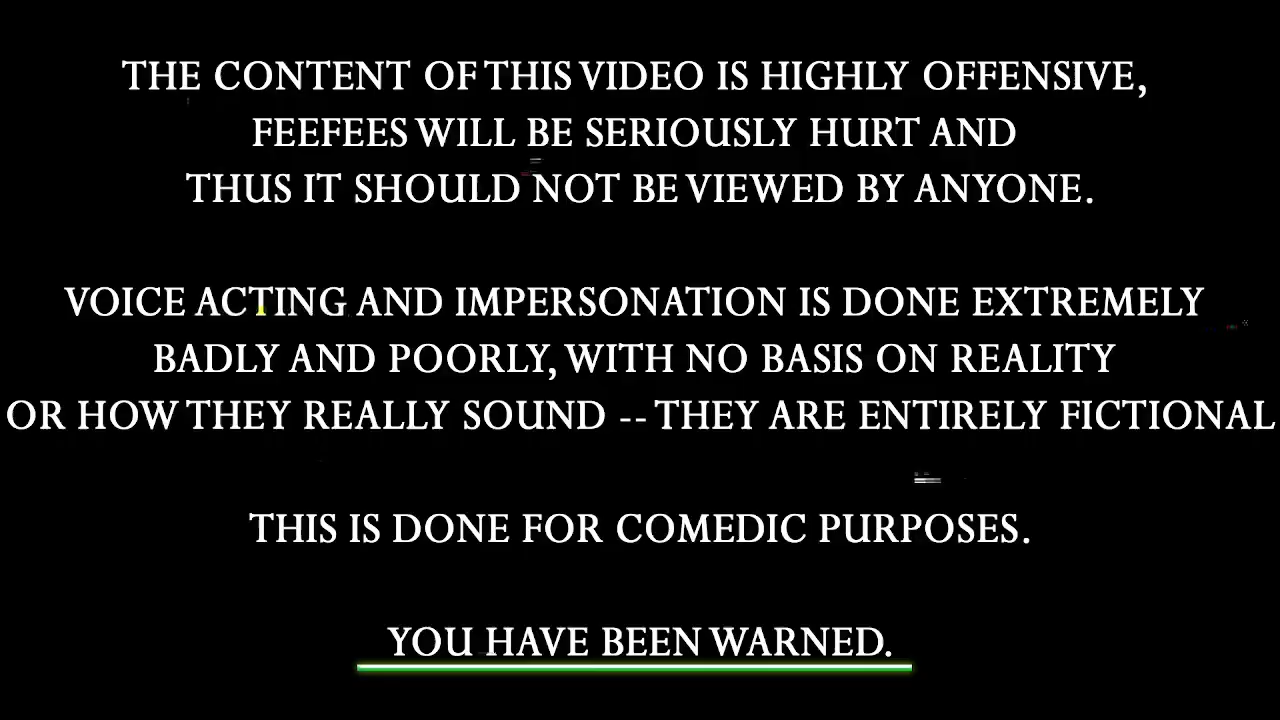 THE CONTENT OF THIS VIDEO IS HIGHLY OFFENSIVE,
FEEFEES WILL BE SERIOUSLY HURT AND
THUS IT SHOULD NOT BE VIEWED BY ANYONE.
VOICE ACTING AND IMPERSONATION IS DONE EXTREMELY
BADLY AND POORLY, WITH NO BASIS ON REALITY
OR HOW THEY REALLY SOUND -- THEY ARE ENTIRELY FICTIONAL
THIS IS DONE FOR COMEDIC PURPOSES.
YOU HAVE BEEN WARNED.